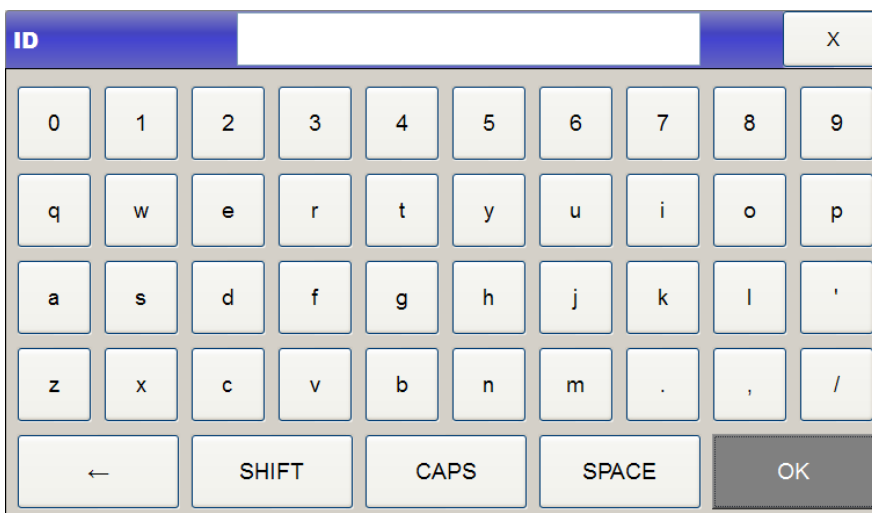 ID X
0 1 2 3 4 5 6 7 8 9
q w e r t y u i o p
a s d f g h j k l '
z x c v b n m . , /
← SHIFT CAPS SPACE OK